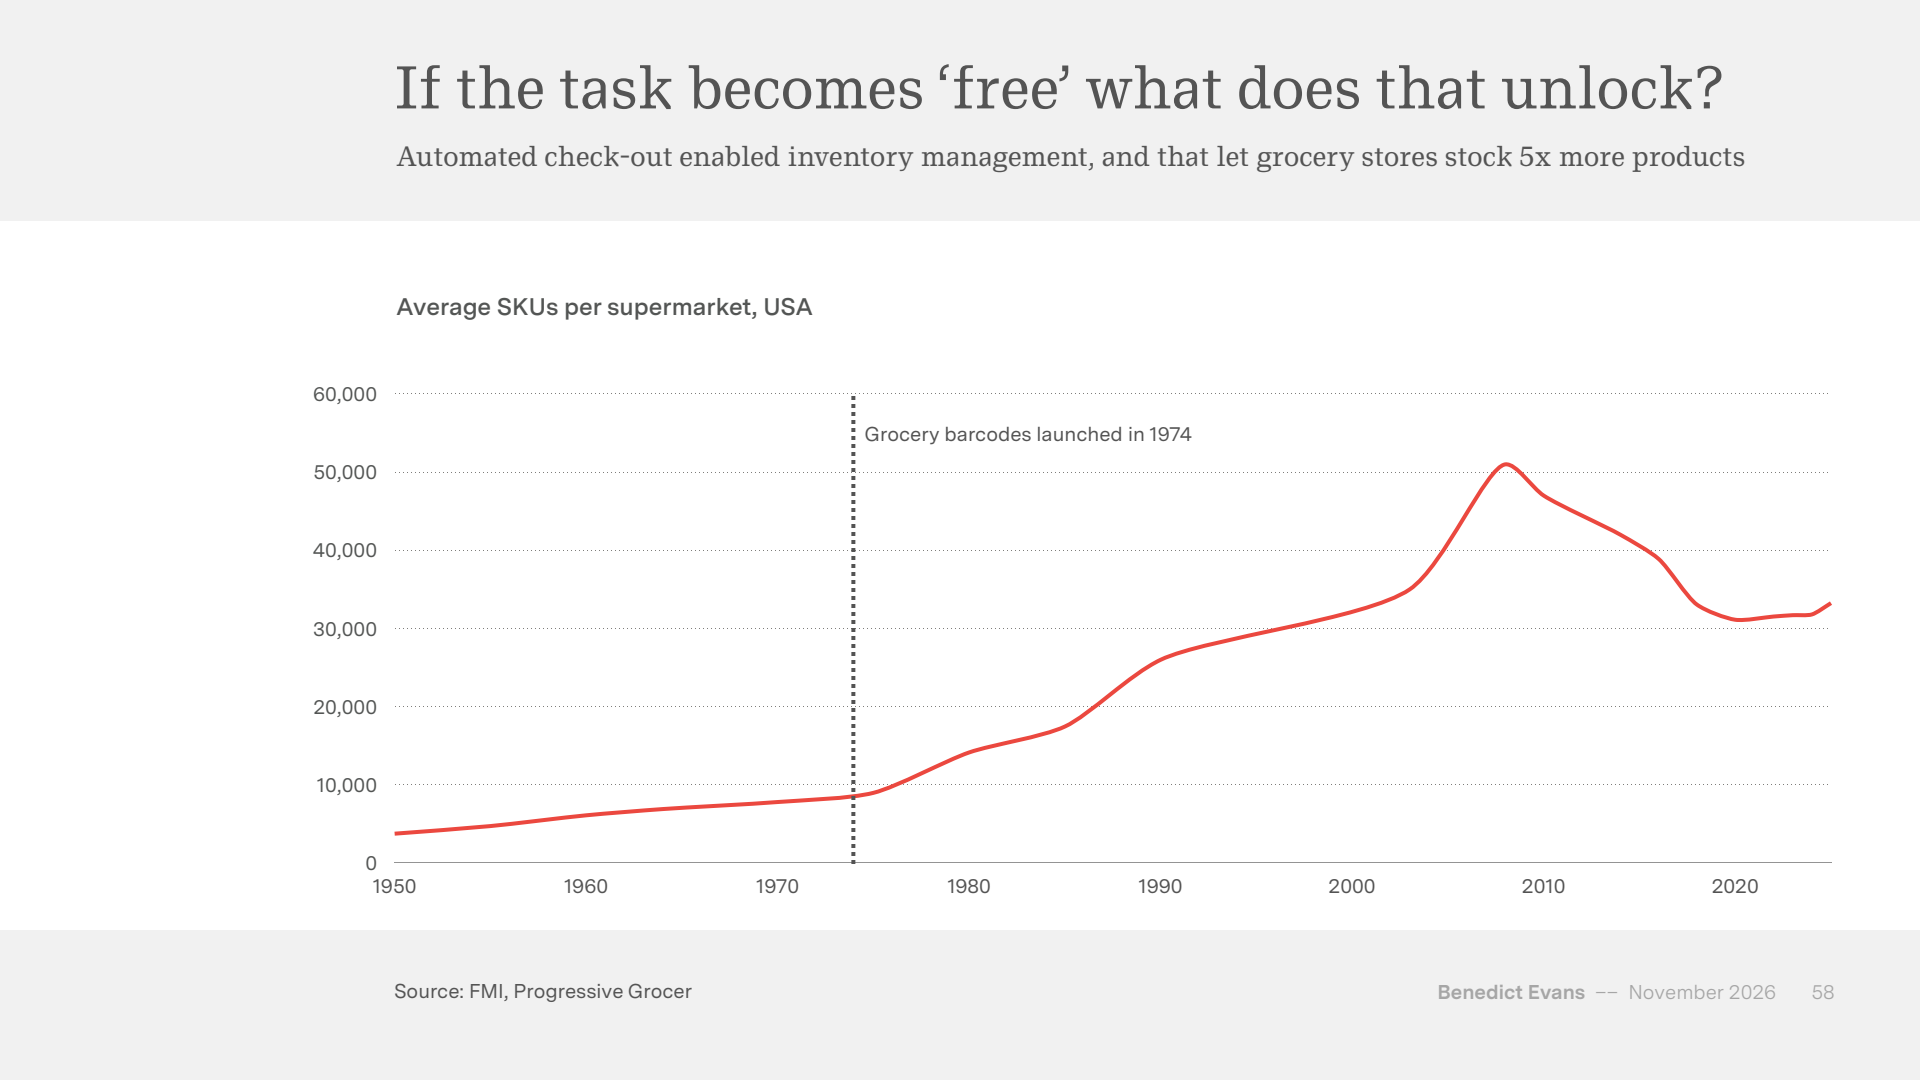 If the task becomes ‘free’ what does that unlock?
Automated check-out enabled inventory management, and that let grocery stores stock 5x more products
Average SKUs per supermarket, USA
60,000
Grocery barcodes launched in 1974
50,000
40,000
30,000
20,000
10,000
0
1950 1960 1970 1980 1990 2000 2010 2020
Source: FMI, Progressive Grocer
Benedict Evans –– November 2026 58